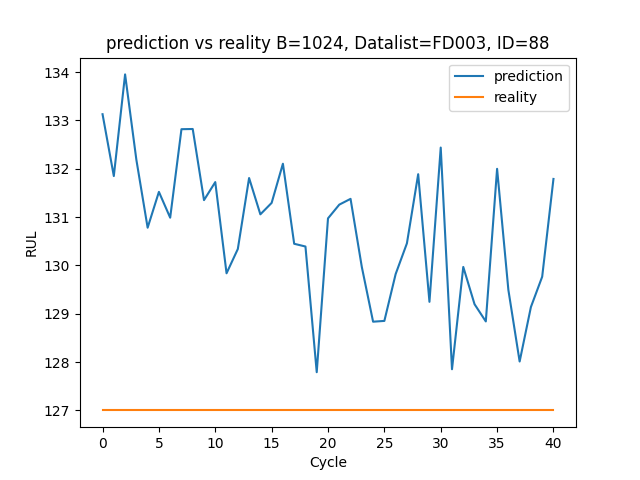 prediction vs reality B=1024, Datalist=FD003, ID=88
prediction
reality
RUL
134
133
132
131
130
129
128
127
0 5 10 15 20 25 30 35 40
Cycle